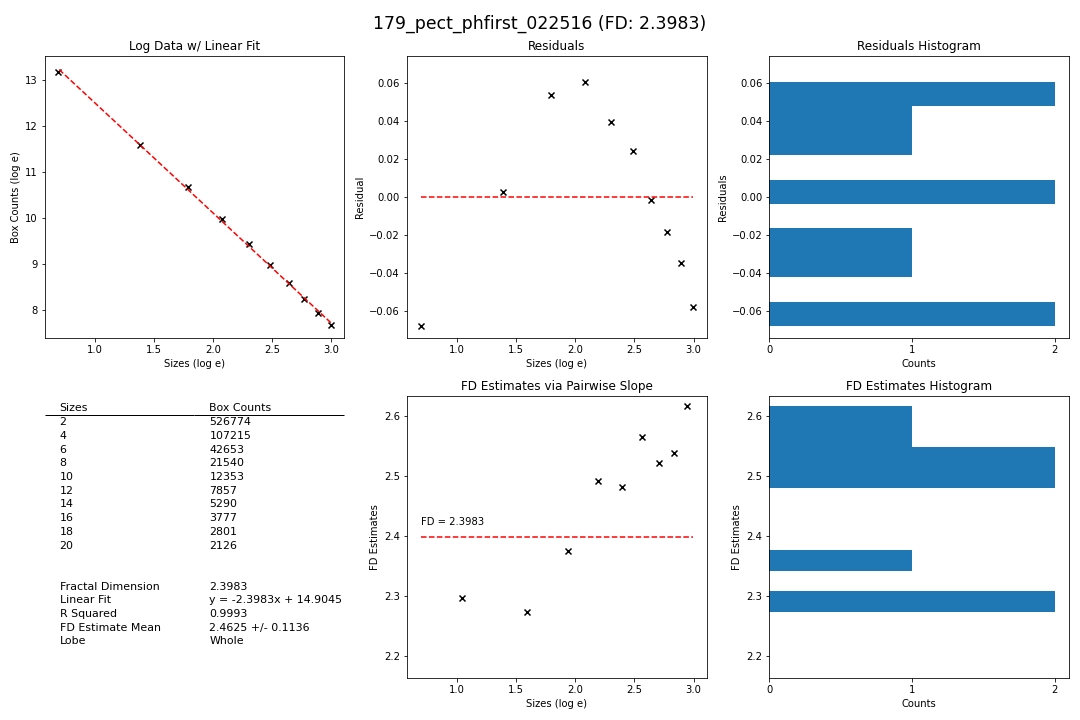 179_pect_phfirst_022516 (FD: 2.3983)
Log Data w/ Linear Fit
Box Counts (log e)
13
12
11
10
9
8
1.0 1.5 2.0 2.5 3.0
Sizes (log e)
Residuals
Residual
0.06
0.04
0.02
0.00
−0.02
−0.04
−0.06
1.0 1.5 2.0 2.5 3.0
Sizes (log e)
Residuals Histogram
Residuals
0.06
0.04
0.02
0.00
−0.02
−0.04
−0.06
0 1 2
Counts
Sizes Box Counts
2 526774
4 107215
6 42653
8 21540
10 12353
12 7857
14 5290
16 3777
18 2801
20 2126
Fractal Dimension 2.3983
Linear Fit y = -2.3983x + 14.9045
R Squared 0.9993
FD Estimate Mean 2.4625 +/- 0.1136
Lobe Whole
FD Estimates via Pairwise Slope
FD Estimates
2.6
2.5
2.4
2.3
2.2
FD = 2.3983
1.0 1.5 2.0 2.5 3.0
Sizes (log e)
FD Estimates Histogram
FD Estimates
2.6
2.5
2.4
2.3
2.2
0 1 2
Counts